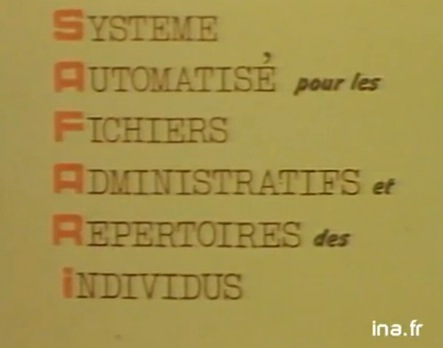 SYSTEME
AUTOMATISÉ pour les
FICHIERS
ADMINISTRATIFS et
REPERTOIRES des
iNDIVIDUS
ina.fr